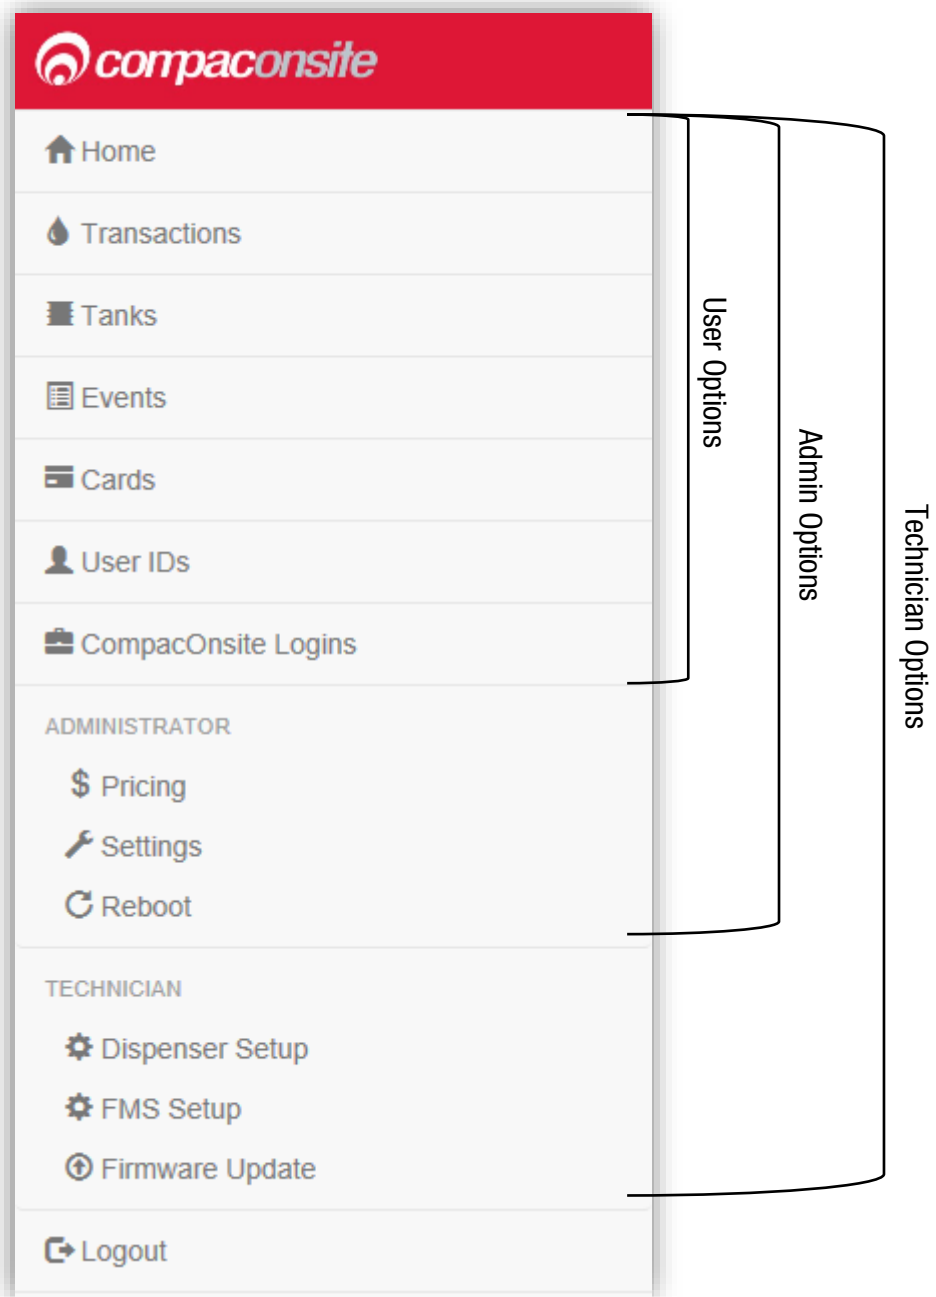 compaconsite
Home
Transactions
Tanks
Events
Cards
User IDs
CompacOnsite Logins
ADMINISTRATOR
Pricing
Settings
Reboot
TECHNICIAN
Dispenser Setup
FMS Setup
Firmware Update
Logout
User Options
Admin Options
Technician Options